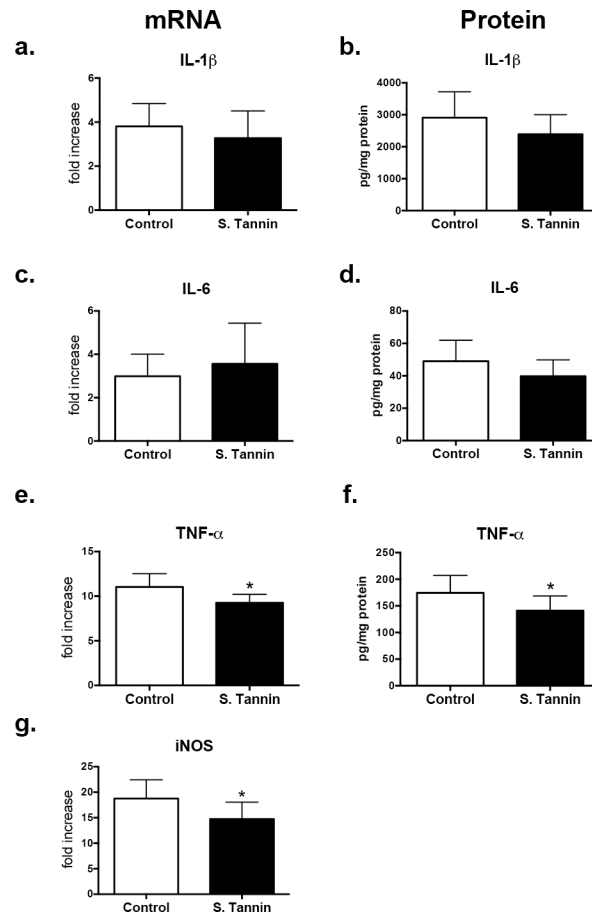 mRNA
Protein
a.
IL-1β
fold increase
6
4
2
0
Control S. Tannin
b.
IL-1β
pg/mg protein
4000
3000
2000
1000
0
Control S. Tannin
c.
IL-6
fold increase
6
4
2
0
Control S. Tannin
d.
IL-6
pg/mg protein
80
60
40
20
0
Control S. Tannin
e.
TNF-α
fold increase
15
10
5
0
*
Control S. Tannin
f.
TNF-α
pg/mg protein
250
200
150
100
50
0
*
Control S. Tannin
g.
iNOS
fold increase
25
20
15
10
5
0
*
Control S. Tannin